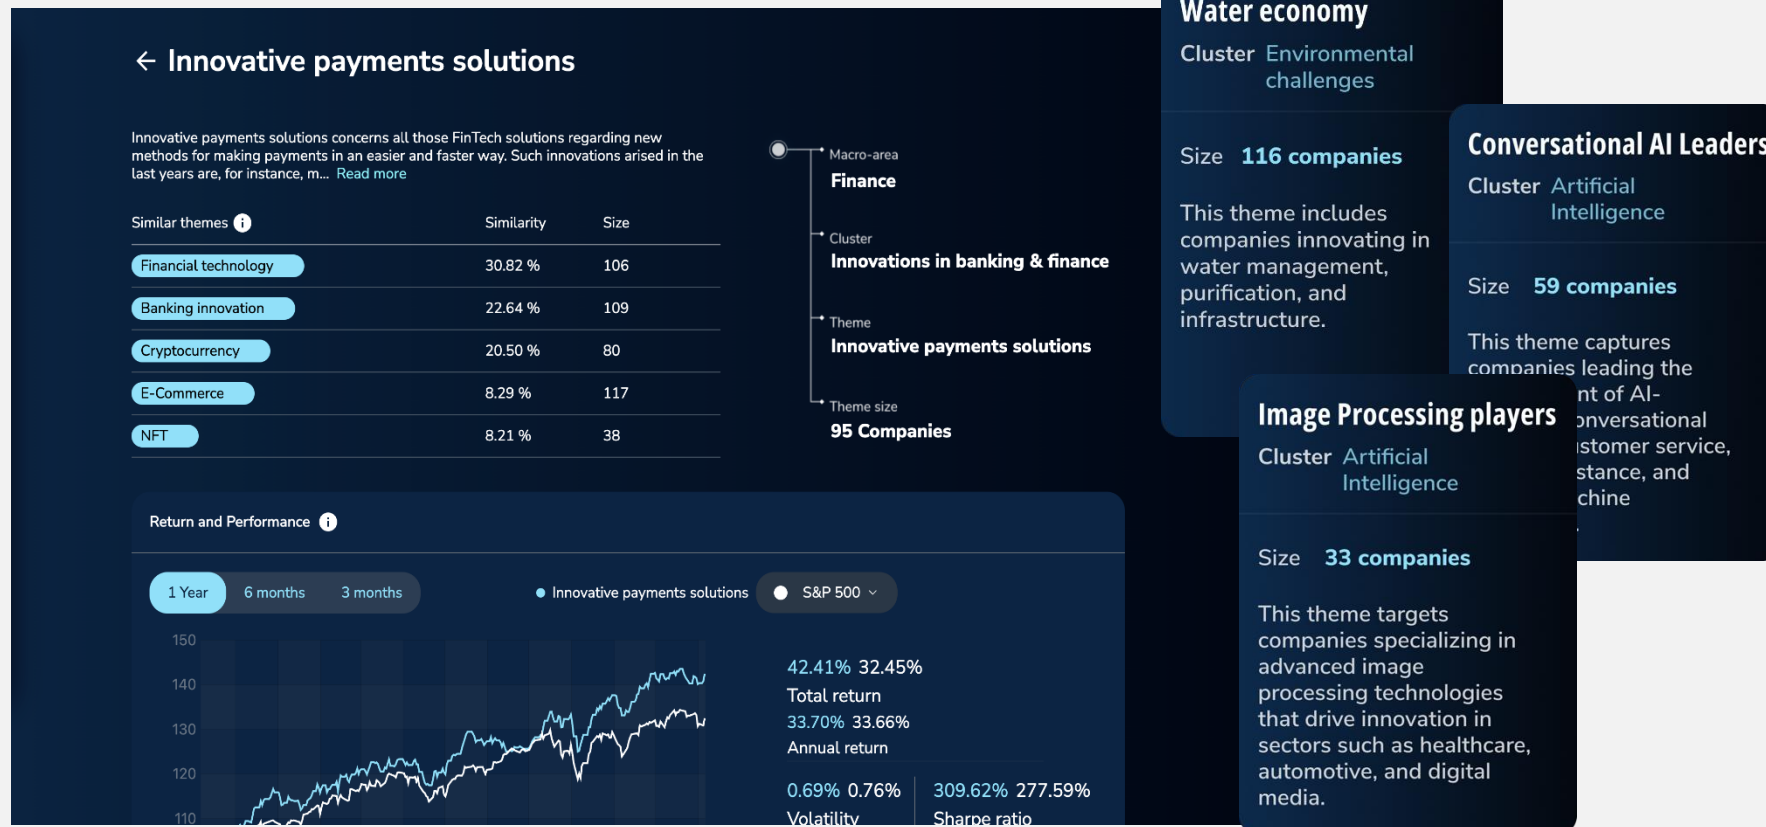 Innovative payments solutions
Innovative payments solutions concerns all those FinTech solutions regarding new
methods for making payments in an easier and faster way. Such innovations arised in the
last years are, for instance, m... Read more
Similar themes i Similarity Size
Financial technology 30.82 % 106
Banking innovation 22.64 % 109
Cryptocurrency 20.50 % 80
E-Commerce 8.29 % 117
NFT 8.21 % 38
Macro-area
Finance
Cluster
Innovations in banking & finance
Theme
Innovative payments solutions
Theme size
95 Companies
Return and Performance i
1 Year 6 months 3 months
Innovative payments solutions S&P 500
150
140
130
120
110
42.41% 32.45%
Total return
33.70% 33.66%
Annual return
0.69% 0.76%
Volatility
309.62% 277.59%
Sharpe ratio
Water economy
Cluster Environmental
challenges
Size 116 companies
This theme includes
companies innovating in
water management,
purification, and
infrastructure.
Conversational AI Leaders
Cluster Artificial
Intelligence
Size 59 companies
This theme captures
companies leading the
nt of AI-
onversational
stomer service,
stance, and
chine
.
Image Processing players
Cluster Artificial
Intelligence
Size 33 companies
This theme targets
companies specializing in
advanced image
processing technologies
that drive innovation in
sectors such as healthcare,
automotive, and digital
media.